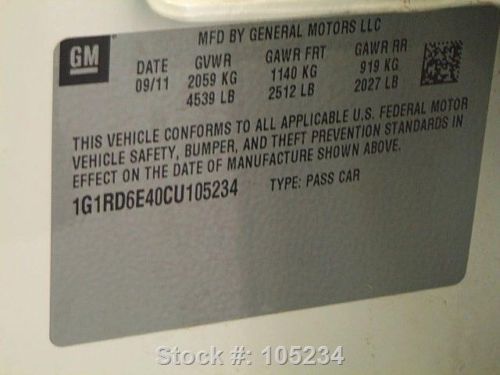 GM
MFD BY GENERAL MOTORS LLC
DATE GVWR GAWR FRT GAWR RR
09/11 2059 KG 1140 KG 919 KG
4539 LB 2512 LB 2027 LB
THIS VEHICLE CONFORMS TO ALL APPLICABLE U.S. FEDERAL MOTOR
VEHICLE SAFETY, BUMPER, AND THEFT PREVENTION STANDARDS IN
EFFECT ON THE DATE OF MANUFACTURE SHOWN ABOVE.
1G1RD6E40CU105234 TYPE: PASS CAR
Stock #: 105234